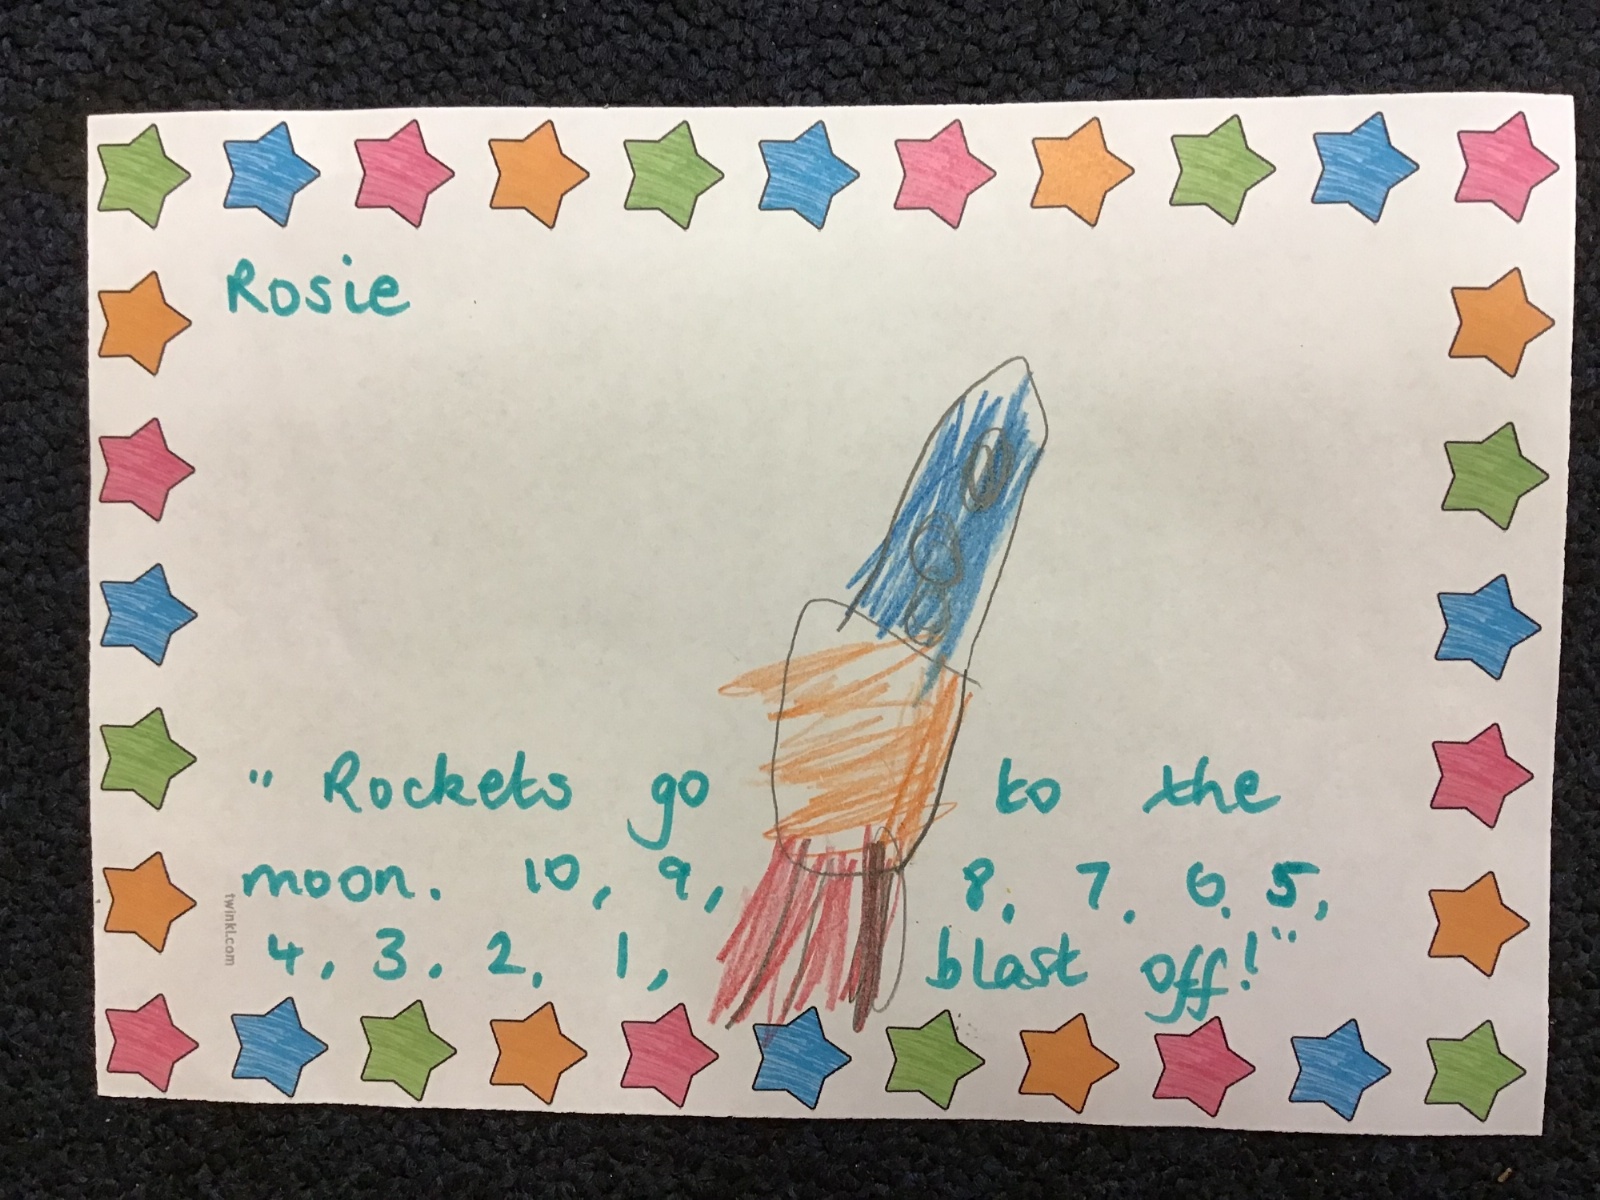 Rosie
" Rockets go to the
moon. 10, 9, 8, 7, 6, 5,
4, 3, 2, 1, blast off!"
twinkl.com